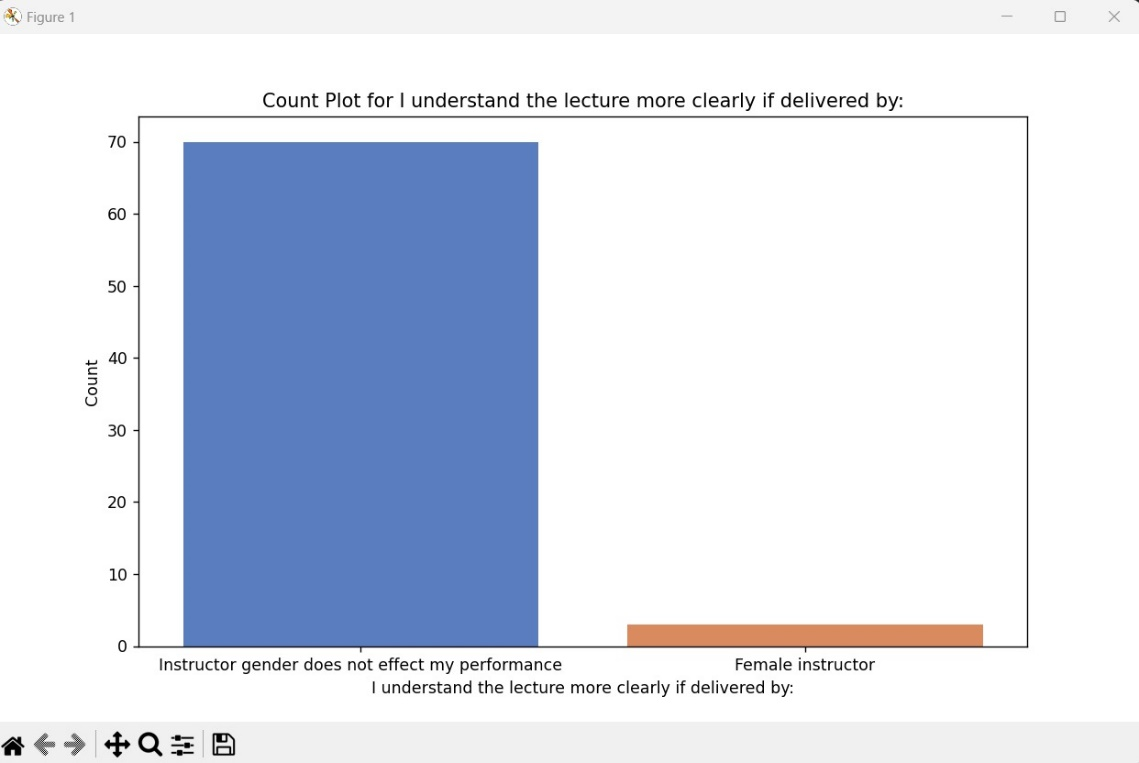 Figure 1
Count Plot for I understand the lecture more clearly if delivered by:
70
60
50
40
30
20
10
0
Count
Instructor gender does not effect my performance
Female instructor
I understand the lecture more clearly if delivered by: